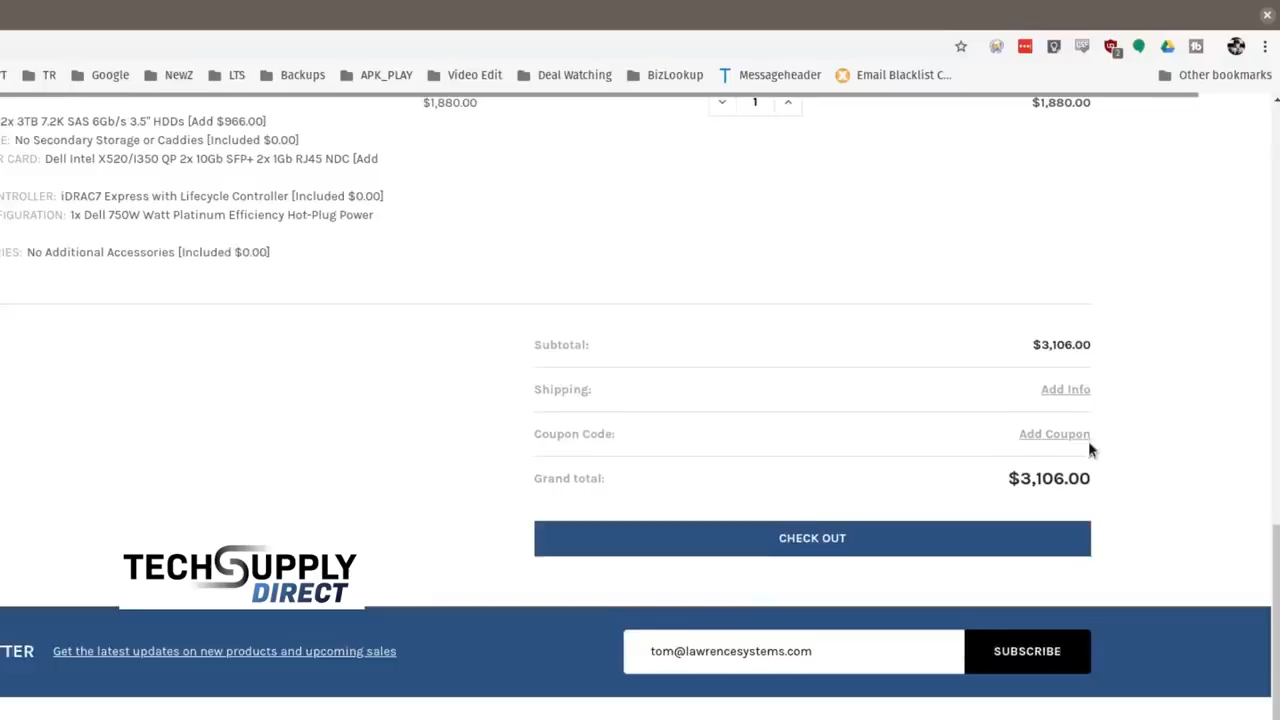 T TR Google NewZ LTS Backups APK_PLAY Video Edit Deal Watching BizLookup Messageheader Email Blacklist C... Other bookmarks
$1,880.00 1 $1,880.00
2x 3TB 7.2K SAS 6Gb/s 3.5" HDDs [Add $966.00]
E: No Secondary Storage or Caddies [Included $0.00]
R CARD: Dell Intel X520/I350 QP 2x 10Gb SFP+ 2x 1Gb RJ45 NDC [Add
NTROLLER: iDRAC7 Express with Lifecycle Controller [Included $0.00]
FIGURATION: 1x Dell 750W Watt Platinum Efficiency Hot-Plug Power
IES: No Additional Accessories [Included $0.00]
Subtotal: $3,106.00
Shipping: Add Info
Coupon Code: Add Coupon
Grand total: $3,106.00
CHECK OUT
TECHSUPPLY
DIRECT
TTER Get the latest updates on new products and upcoming sales tom@lawrencesystems.com SUBSCRIBE